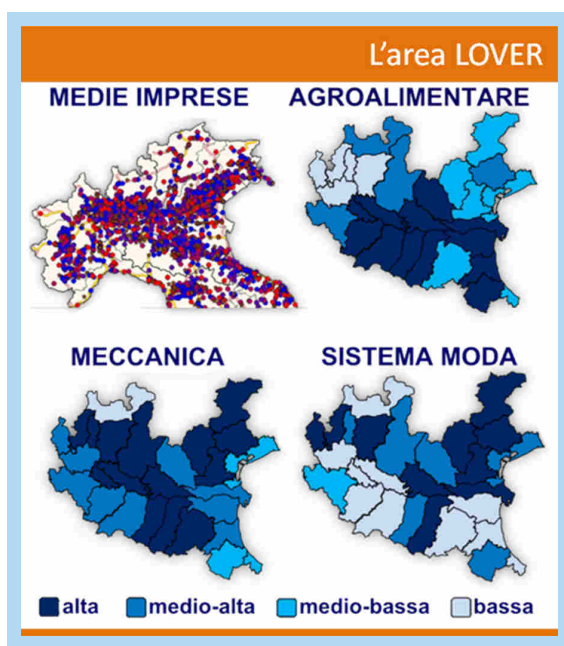 L'area LOVER
MEDIE IMPRESE
AGROALIMENTARE
MECCANICA
SISTEMA MODA
alta
medio-alta
medio-bassa
bassa